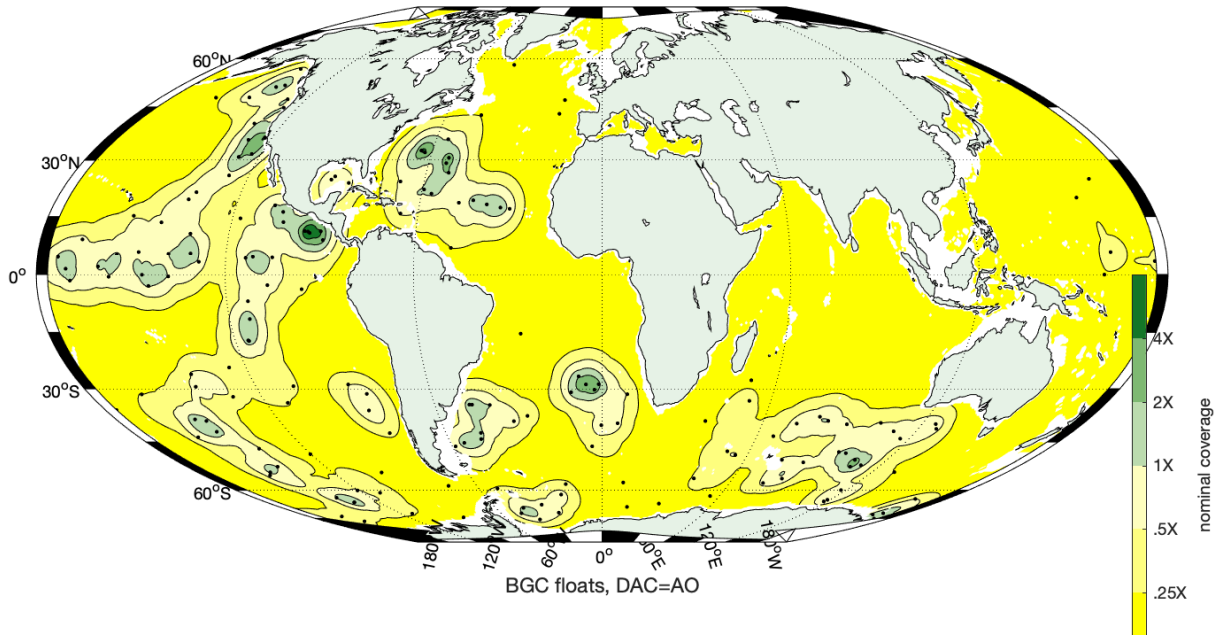 60°N
30°N
0°
30°S
60°S
180°W
120°W
60°W
0°
60°E
120°E
180°W
BGC floats, DAC=AO
4X
2X
1X
.5X
.25X
nominal coverage